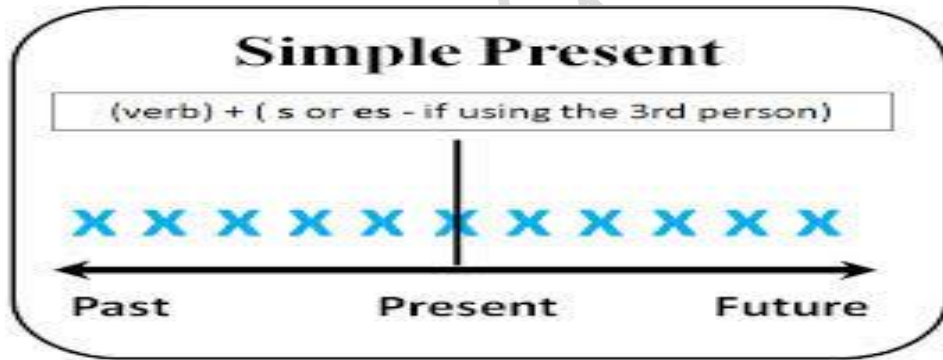 Simple Present
(verb) + ( s or es - if using the 3rd person)
x x x x x x x x x x x
Past Present Future